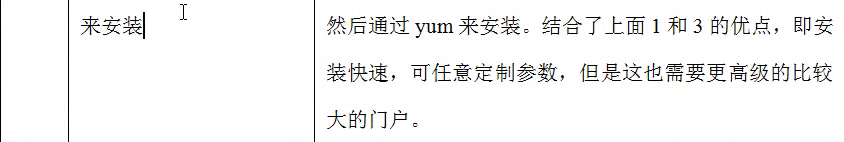 来安装
然后通过 yum 来安装。结合了上面 1 和 3 的优点，即安
装快速，可任意定制参数，但是这也需要更高级的比较
大的门户。